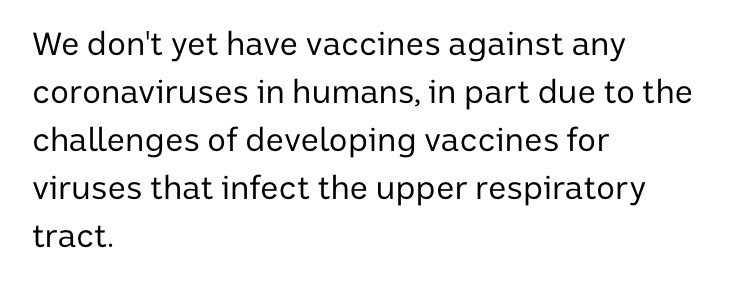 We don't yet have vaccines against any
coronaviruses in humans, in part due to the
challenges of developing vaccines for
viruses that infect the upper respiratory
tract.